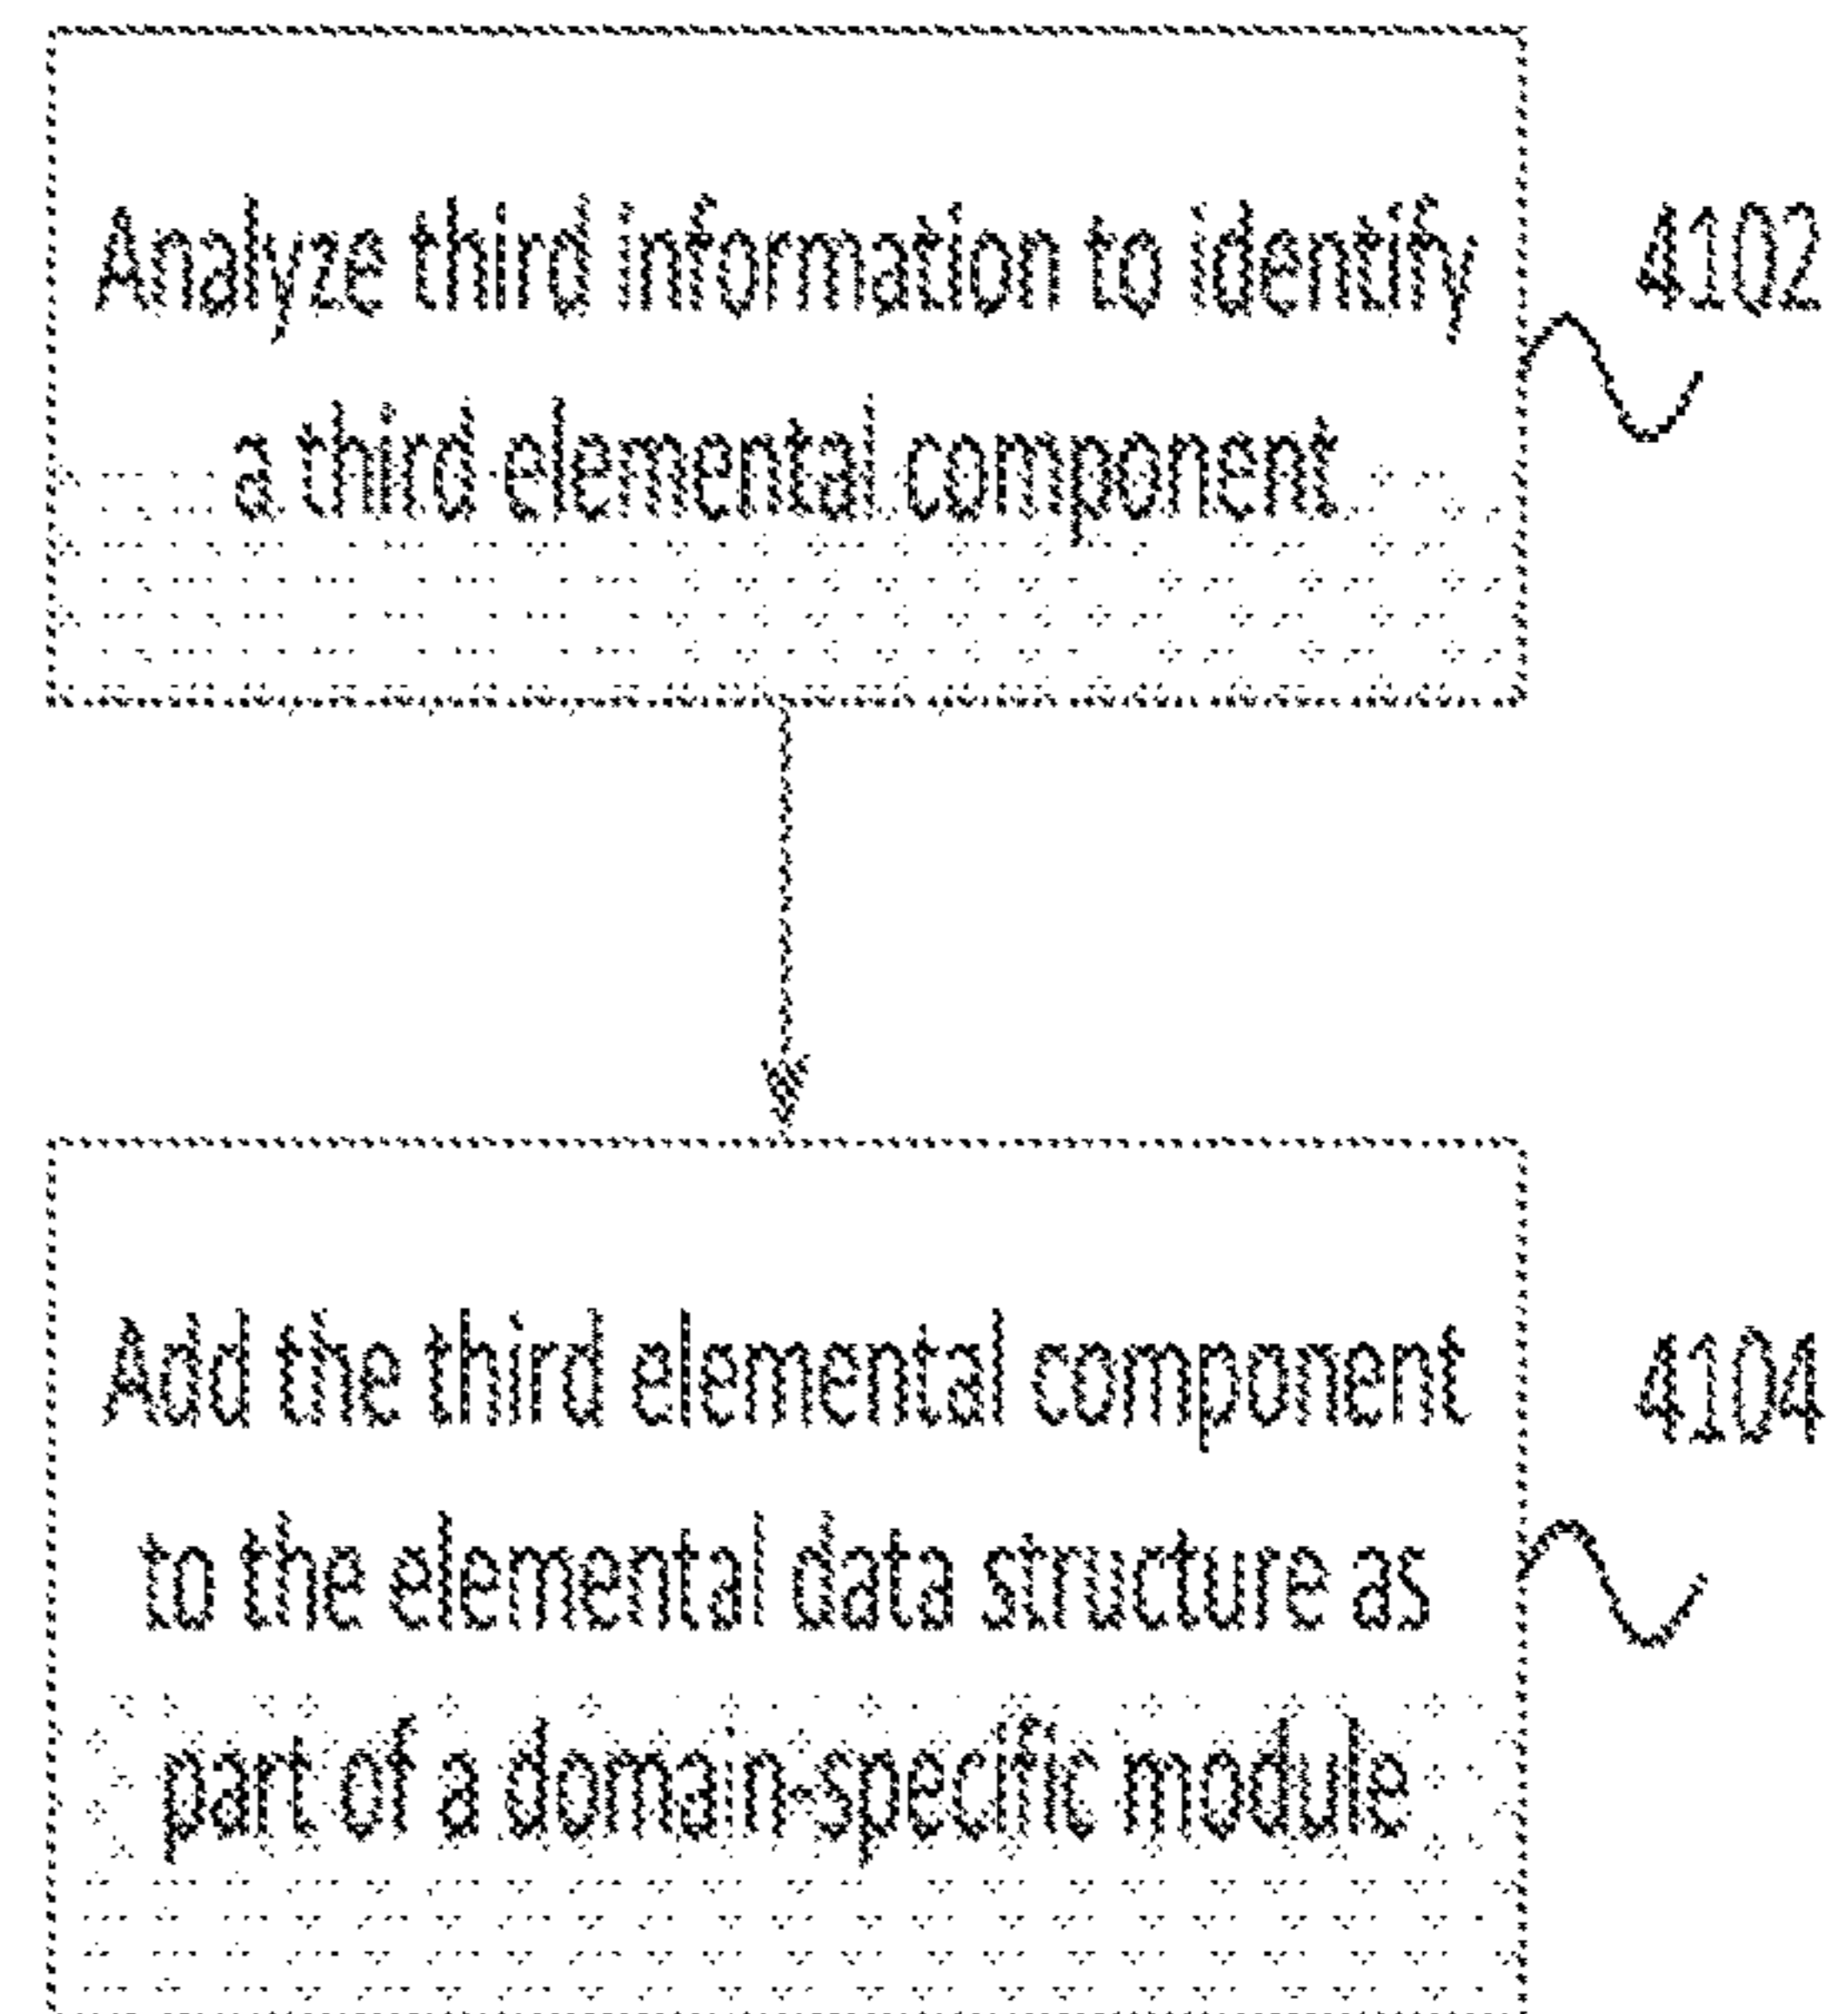 Analyze third information to identify
a third elemental component
4102
Add the third elemental component
to the elemental data structure as
part of a domain-specific module
4104